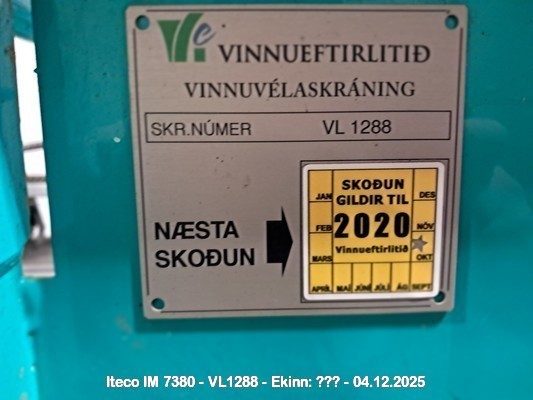 Ve VINNUEFTIRLITIÐ
VINNUVÉLASKRÁNING
SKR.NÚMER VL 1288
NÆSTA
SKOÐUN
SKOÐUN
GILDIR TIL
2020
Vinnueftirlitið
JAN
FEB
MARS
APRÍL MAÍ JÚNÍ JÚLÍ ÁG SEPT
OKT
NÓV
DES
Iteco IM 7380 - VL1288 - Ekinn: ??? - 04.12.2025